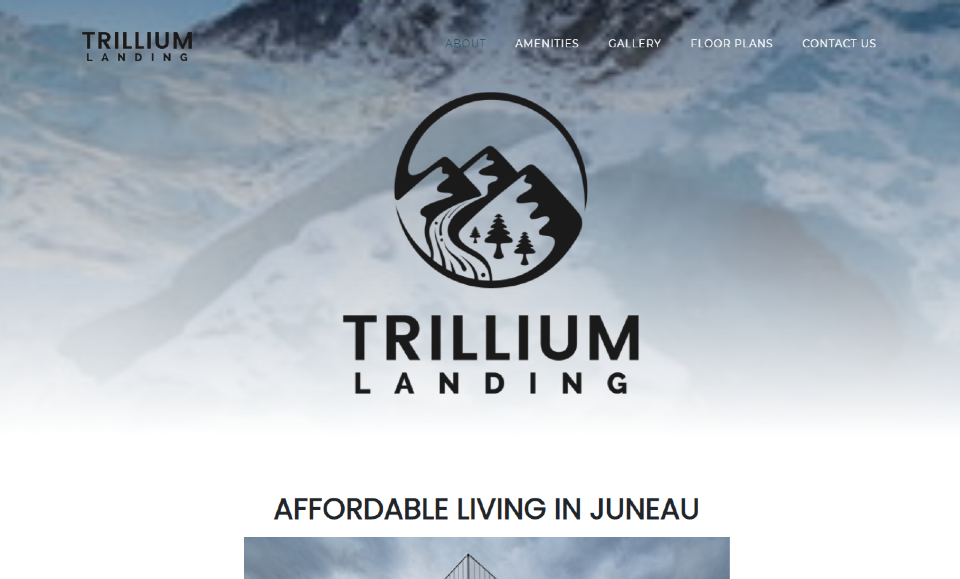 TRILLIUM
LANDING
ABOUT AMENITIES GALLERY FLOOR PLANS CONTACT US
TRILLIUM
LANDING
AFFORDABLE LIVING IN JUNEAU